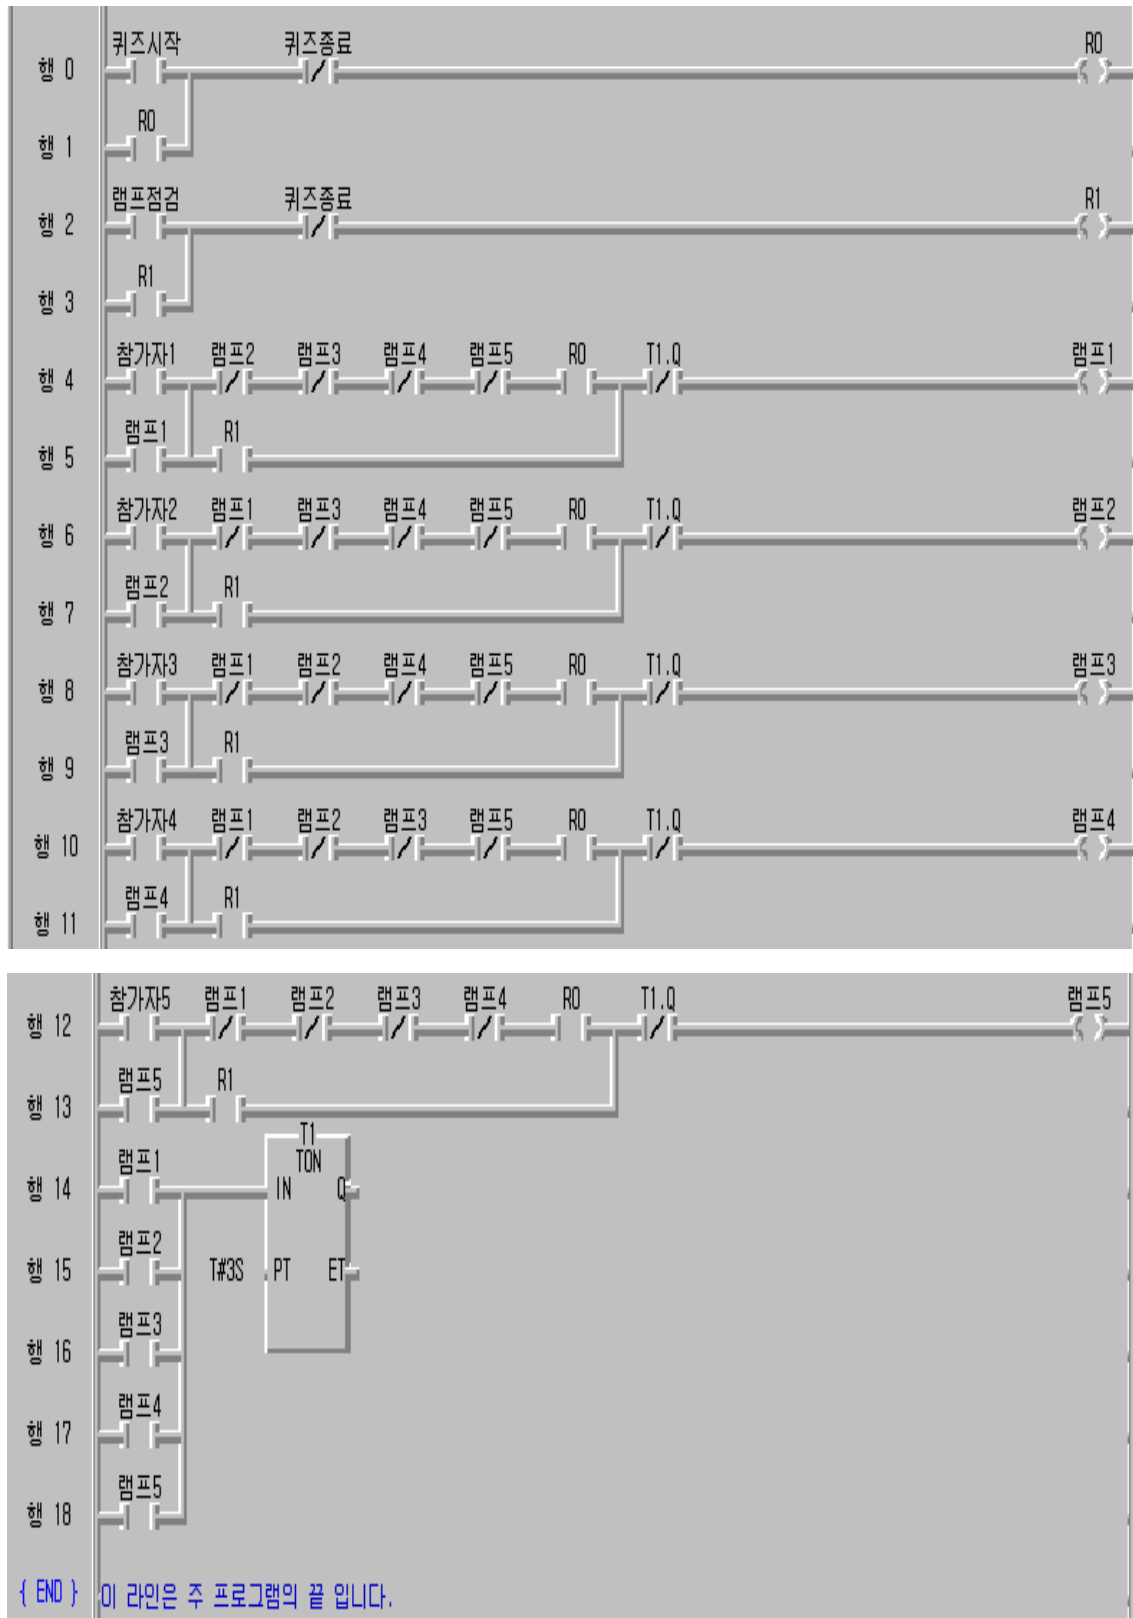 퀴즈시작 퀴즈종료 R0
행 0
R0
행 1
램프점검 퀴즈종료 R1
행 2
R1
행 3
참가자1 램프2 램프3 램프4 램프5 R0 T1.Q 램프1
행 4
램프1 R1
행 5
참가자2 램프1 램프3 램프4 램프5 R0 T1.Q 램프2
행 6
램프2 R1
행 7
참가자3 램프1 램프2 램프4 램프5 R0 T1.Q 램프3
행 8
램프3 R1
행 9
참가자4 램프1 램프2 램프3 램프5 R0 T1.Q 램프4
행 10
램프4 R1
행 11
참가자5 램프1 램프2 램프3 램프4 R0 T1.Q 램프5
행 12
램프5 R1
행 13
T1
램프1 TON
행 14 IN Q
램프2
행 15 T#3S PT ET
램프3
행 16
램프4
행 17
램프5
행 18
{ END } 이 라인은 주 프로그램의 끝 입니다.